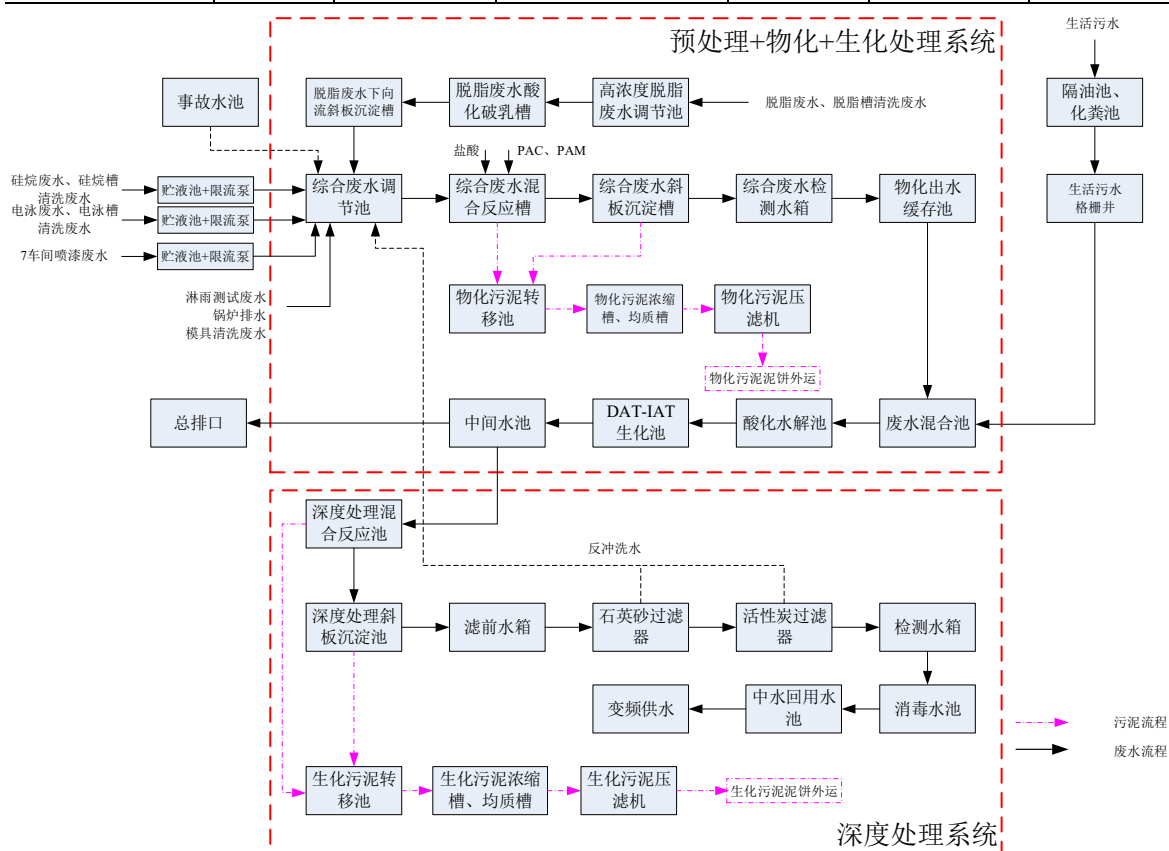 预处理+物化+生化处理系统
生活污水
事故水池
脱脂废水下向
流斜板沉淀槽
脱脂废水酸
化破乳槽
高浓度脱脂
废水调节池
脱脂废水、脱脂槽清洗废水
隔油池、
化粪池
盐酸
PAC、PAM
硅烷废水、硅烷槽
清洗废水
贮液池+限流泵
电泳废水、电泳槽
清洗废水
贮液池+限流泵
7车间喷漆废水
贮液池+限流泵
综合废水调
节池
综合废水混
合反应槽
综合废水斜
板沉淀槽
综合废水检
测水箱
物化出水
缓存池
生活污水
格栅井
淋雨测试废水
锅炉排水
模具清洗废水
物化污泥转
移池
物化污泥浓缩
槽、均质槽
物化污泥压
滤机
物化污泥泥饼外运
总排口
中间水池
DAT-IAT
生化池
酸化水解池
废水混合池
深度处理混
合反应池
反冲洗水
深度处理斜
板沉淀池
滤前水箱
石英砂过滤
器
活性炭过滤
器
检测水箱
变频供水
中水回用水
池
消毒水池
污泥流程
废水流程
生化污泥转
移池
生化污泥浓缩
槽、均质槽
生化污泥压
滤机
生化污泥泥饼外运
深度处理系统